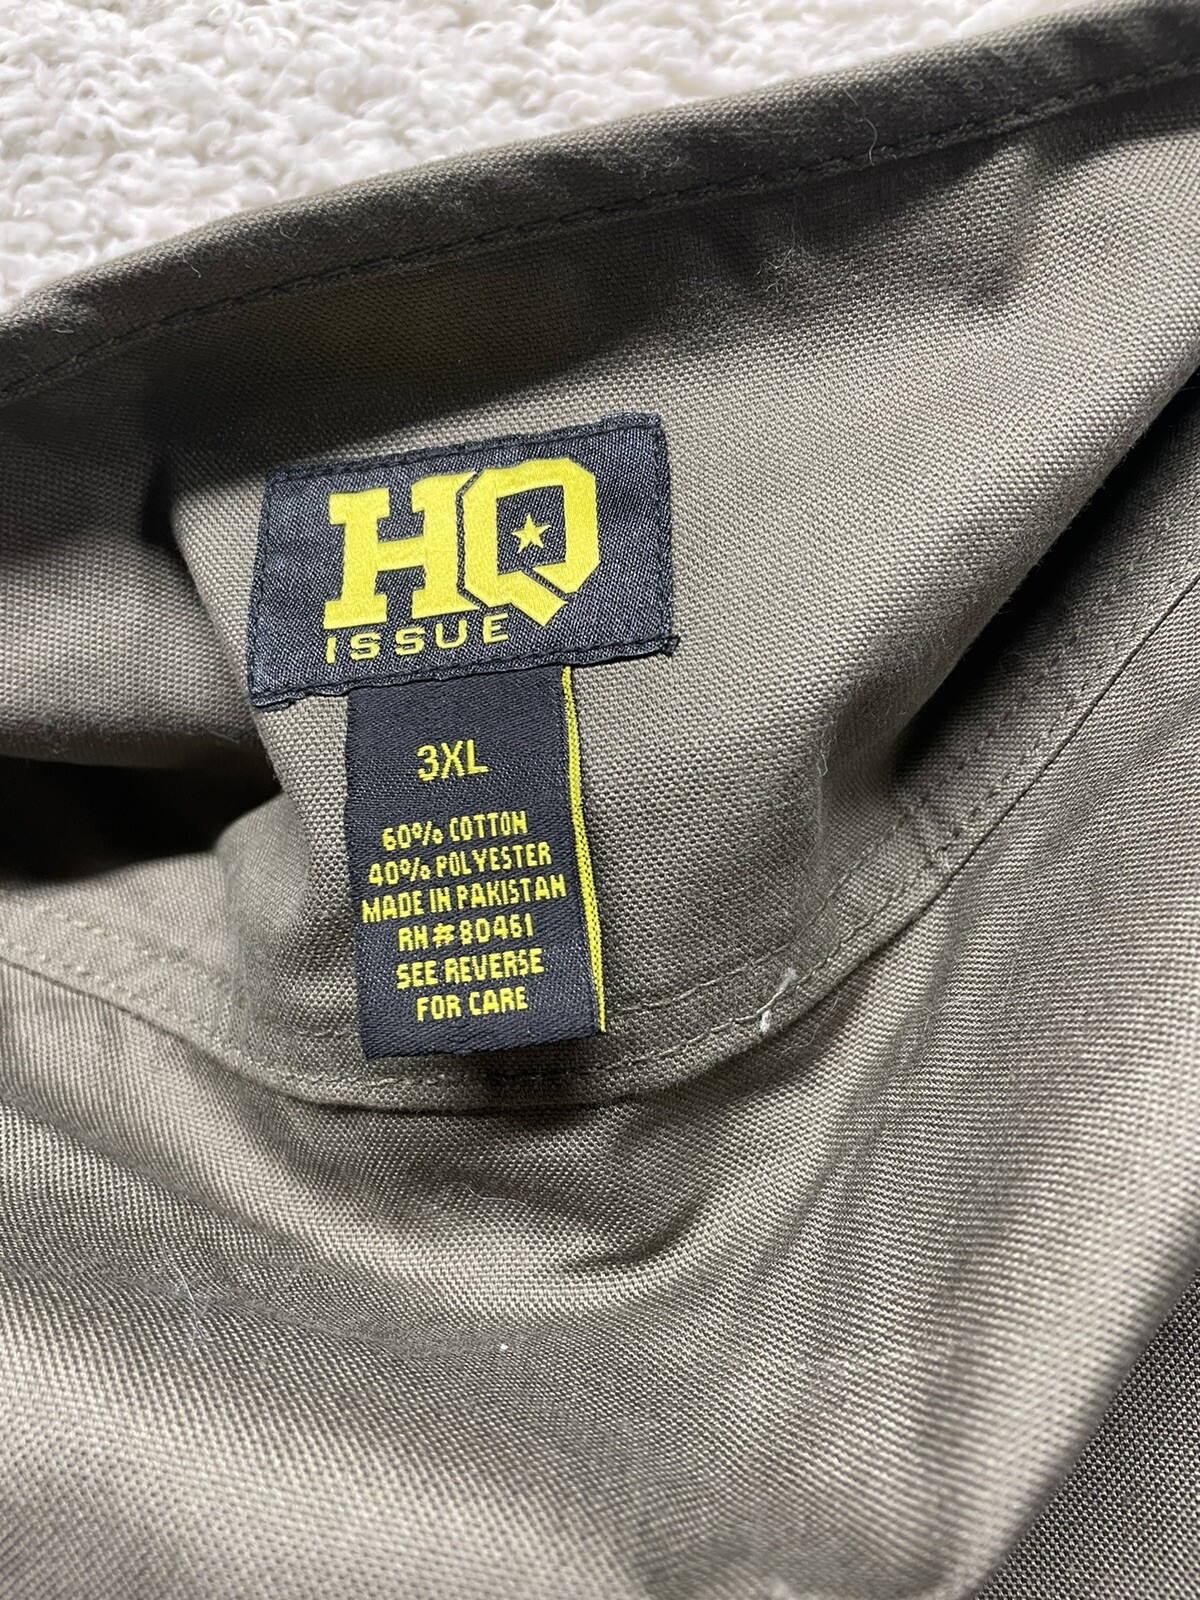 HQ
ISSUE
3XL
60% COTTON
40% POLYESTER
MADE IN PAKISTAN
RN#80461
SEE REVERSE
FOR CARE